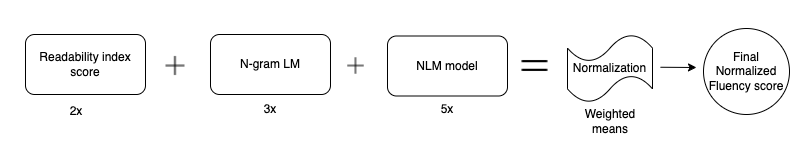 Readability index
score
2x
+
N-gram LM
3x
+
NLM model
5x
=
Normalization
Weighted
means
Final
Normalized
Fluency score